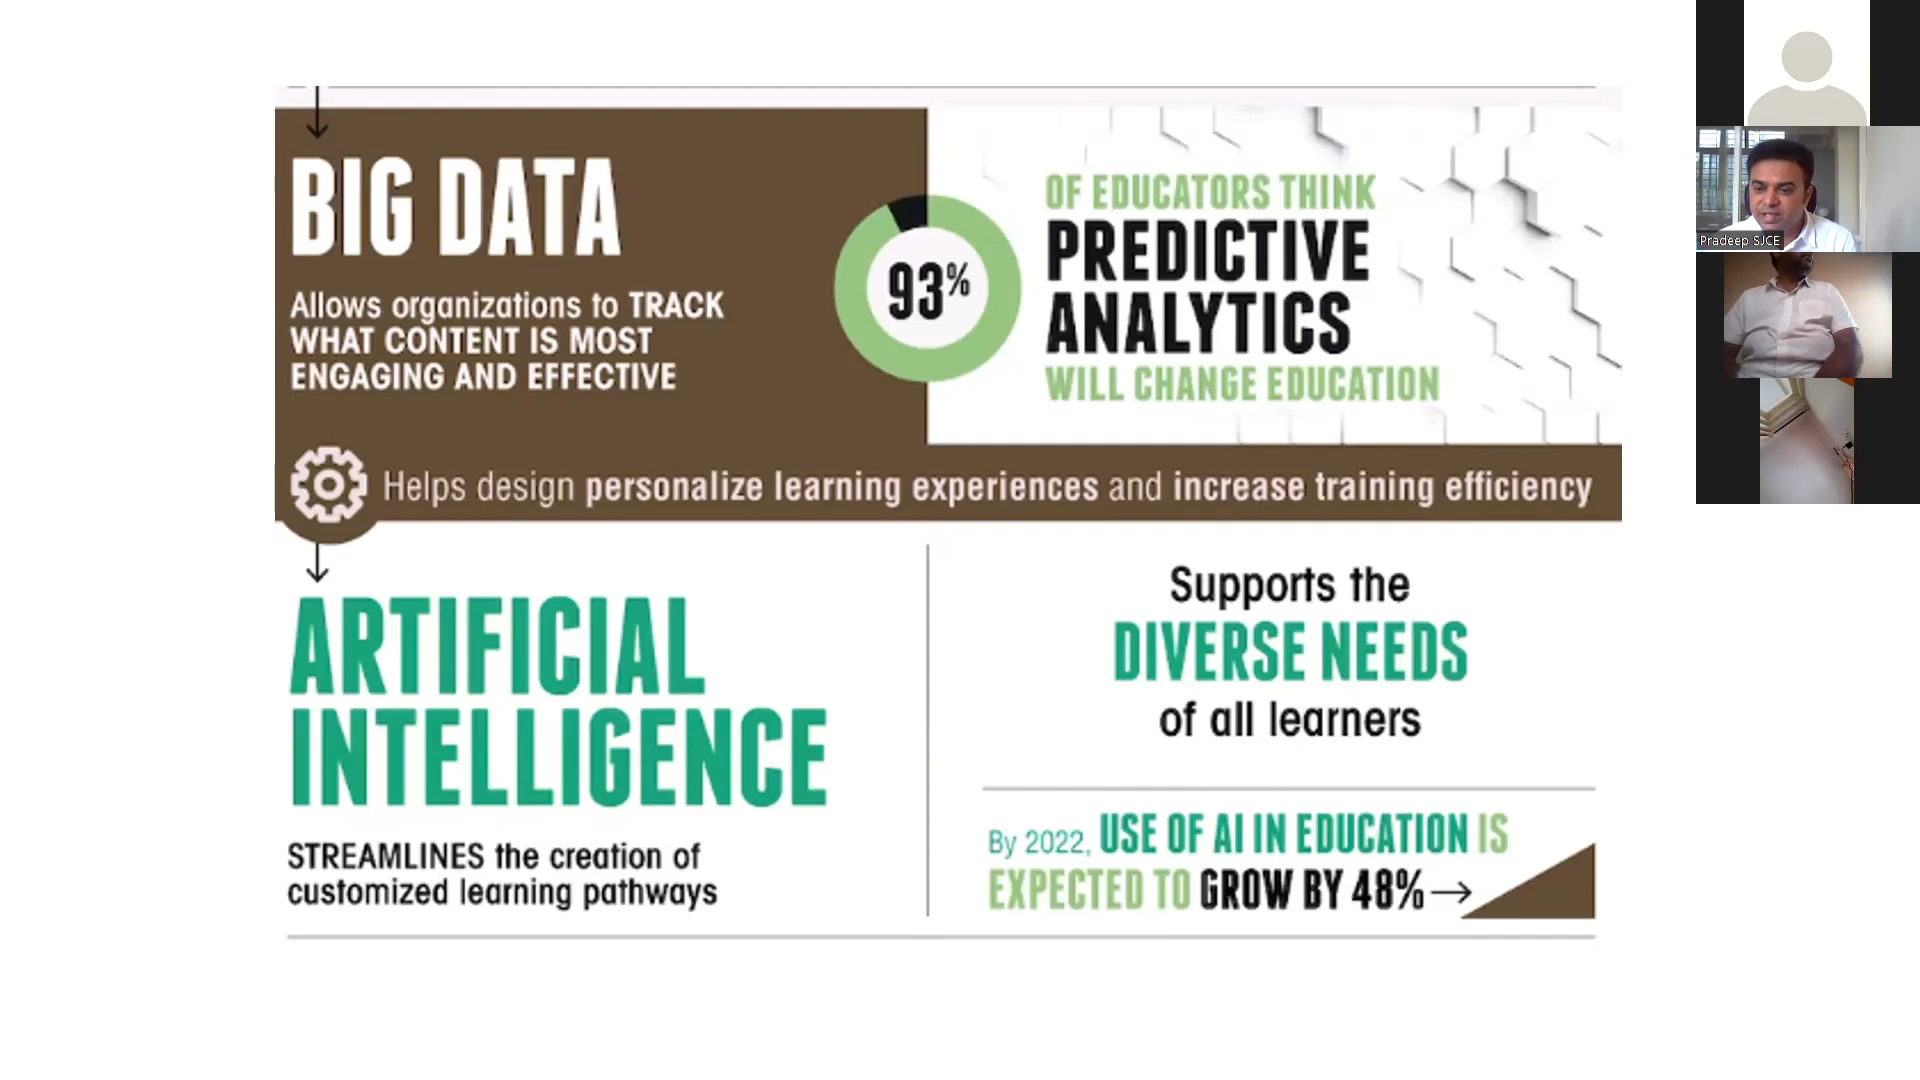 BIG DATA
Allows organizations to TRACK
WHAT CONTENT IS MOST
ENGAGING AND EFFECTIVE
93%
OF EDUCATORS THINK
PREDICTIVE
ANALYTICS
WILL CHANGE EDUCATION
Helps design personalize learning experiences and increase training efficiency
ARTIFICIAL
INTELLIGENCE
STREAMLINES the creation of
customized learning pathways
Supports the
DIVERSE NEEDS
of all learners
By 2022, USE OF AI IN EDUCATION IS
EXPECTED TO GROW BY 48%
Pradeep SJCE